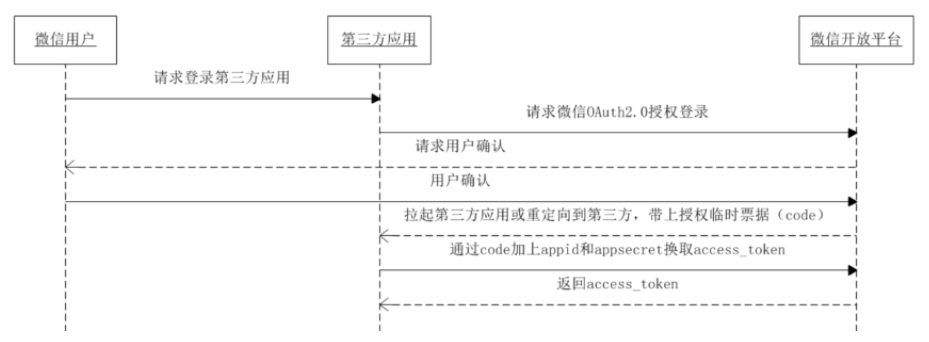 微信用户
第三方应用
微信开放平台
请求登录第三方应用
请求微信OAuth2.0授权登录
请求用户确认
用户确认
拉起第三方应用或重定向到第三方，带上授权临时票据（code）
通过code加上appid和appsecret换取access_token
返回access_token